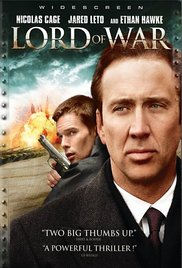 WIDESCREEN
NICOLAS CAGE JARED LETO AND ETHAN HAWKE
LORD OF WAR
"TWO BIG THUMBS UP."
"A POWERFUL THRILLER!"